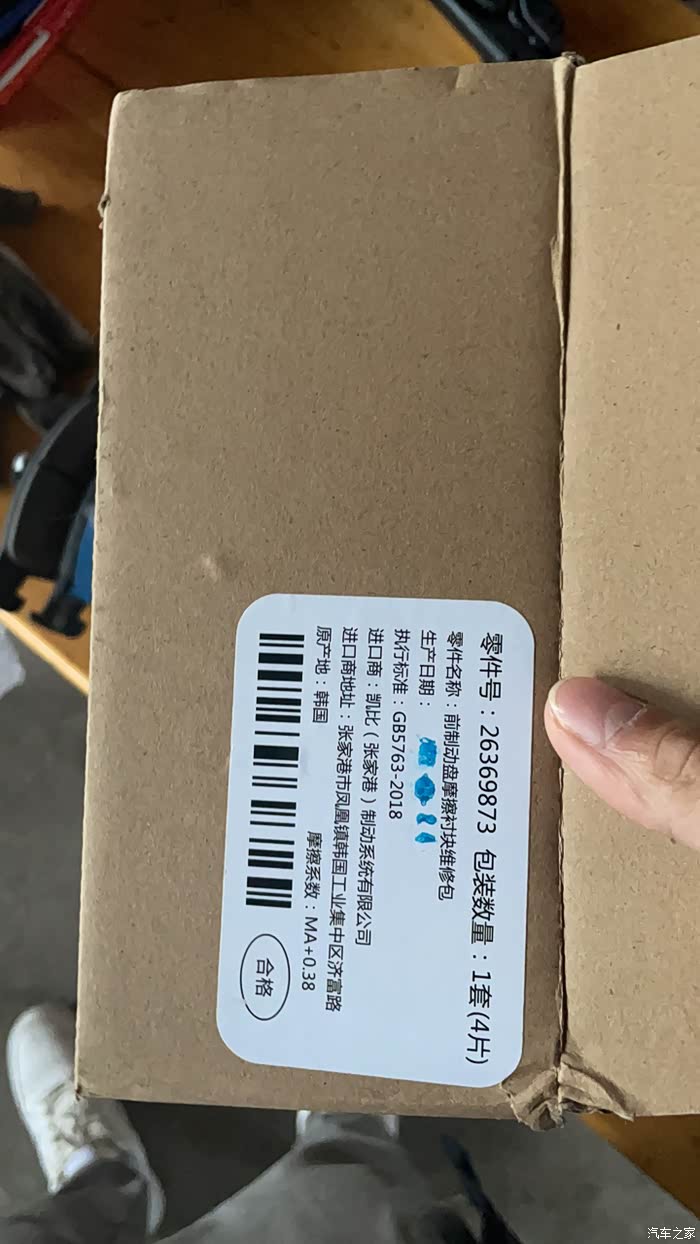 零件号：26369873 包装数量：1套(4片)
零件名称：前制动盘摩擦衬块维修包
生产日期：
执行标准：GB5763-2018
进口商：凯比（张家港）制动系统有限公司
进口商地址：张家港市凤凰镇韩国工业集中区济富路
原产地：韩国 摩擦系数：MA+0.38
合格
汽车之家